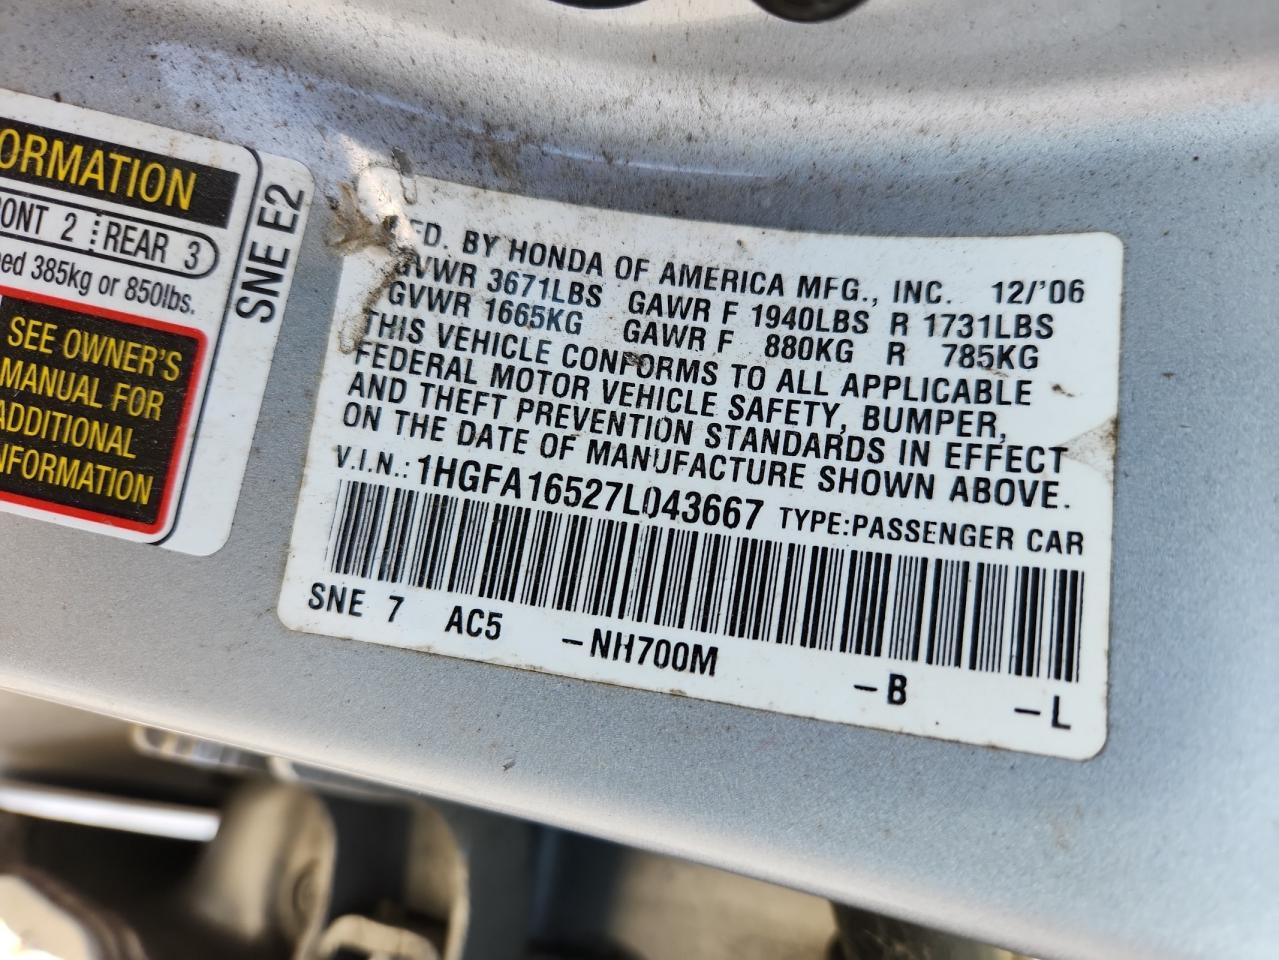 ORMATION
ONT 2 REAR 3
ed 385kg or 850lbs.
SEE OWNER'S
MANUAL FOR
ADDITIONAL
NFORMATION
SNE E2
FD. BY HONDA OF AMERICA MFG., INC. 12/'06
GVWR 3671LBS GAWR F 1940LBS R 1731LBS
GVWR 1665KG GAWR F 880KG R 785KG
THIS VEHICLE CONFORMS TO ALL APPLICABLE
FEDERAL MOTOR VEHICLE SAFETY, BUMPER,
AND THEFT PREVENTION STANDARDS IN EFFECT
ON THE DATE OF MANUFACTURE SHOWN ABOVE.
V.I.N.: 1HGFA16527L043667 TYPE:PASSENGER CAR
SNE 7 AC5 -NH700M -B -L